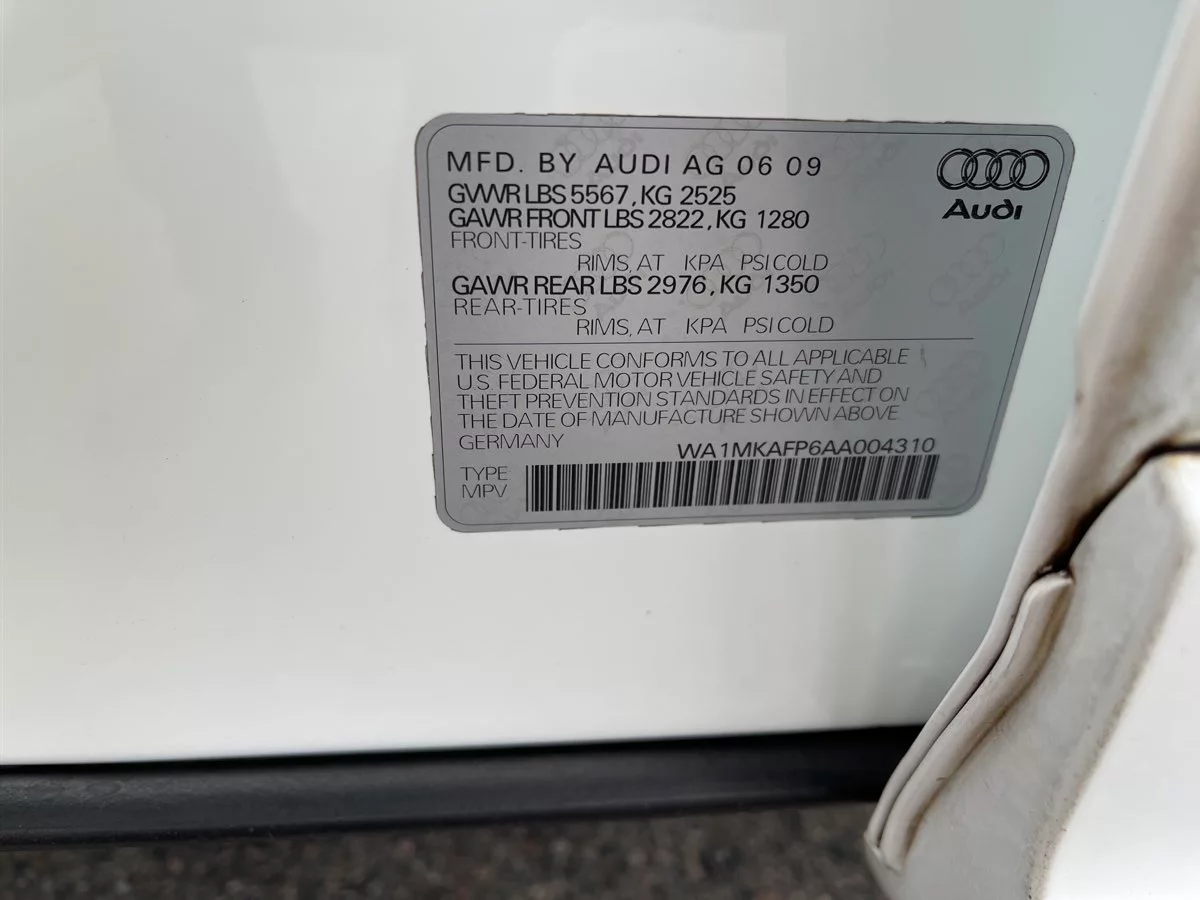 MFD. BY AUDI AG 06 09
GVWR LBS 5567, KG 2525
GAWR FRONT LBS 2822, KG 1280
FRONT-TIRES
RIMS, AT KPA PSI COLD
GAWR REAR LBS 2976, KG 1350
REAR-TIRES
RIMS, AT KPA PSI COLD
Audi
THIS VEHICLE CONFORMS TO ALL APPLICABLE
U.S. FEDERAL MOTOR VEHICLE SAFETY AND
THEFT PREVENTION STANDARDS IN EFFECT ON
THE DATE OF MANUFACTURE SHOWN ABOVE
GERMANY
WA1MKAFP6AA004310
TYPE
MPV